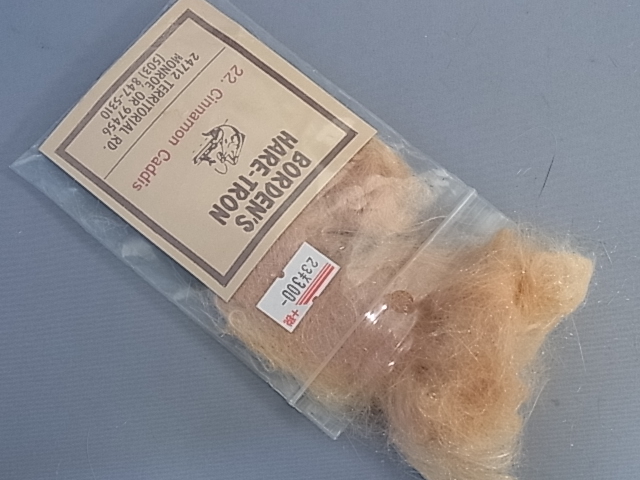 BORDEN'S
HARE-TRON
22. Cinnamon Caddis
24712 TERRITORIAL RD.
MONROE, OR 97456
(503) 847-5310
23¥300-
+税